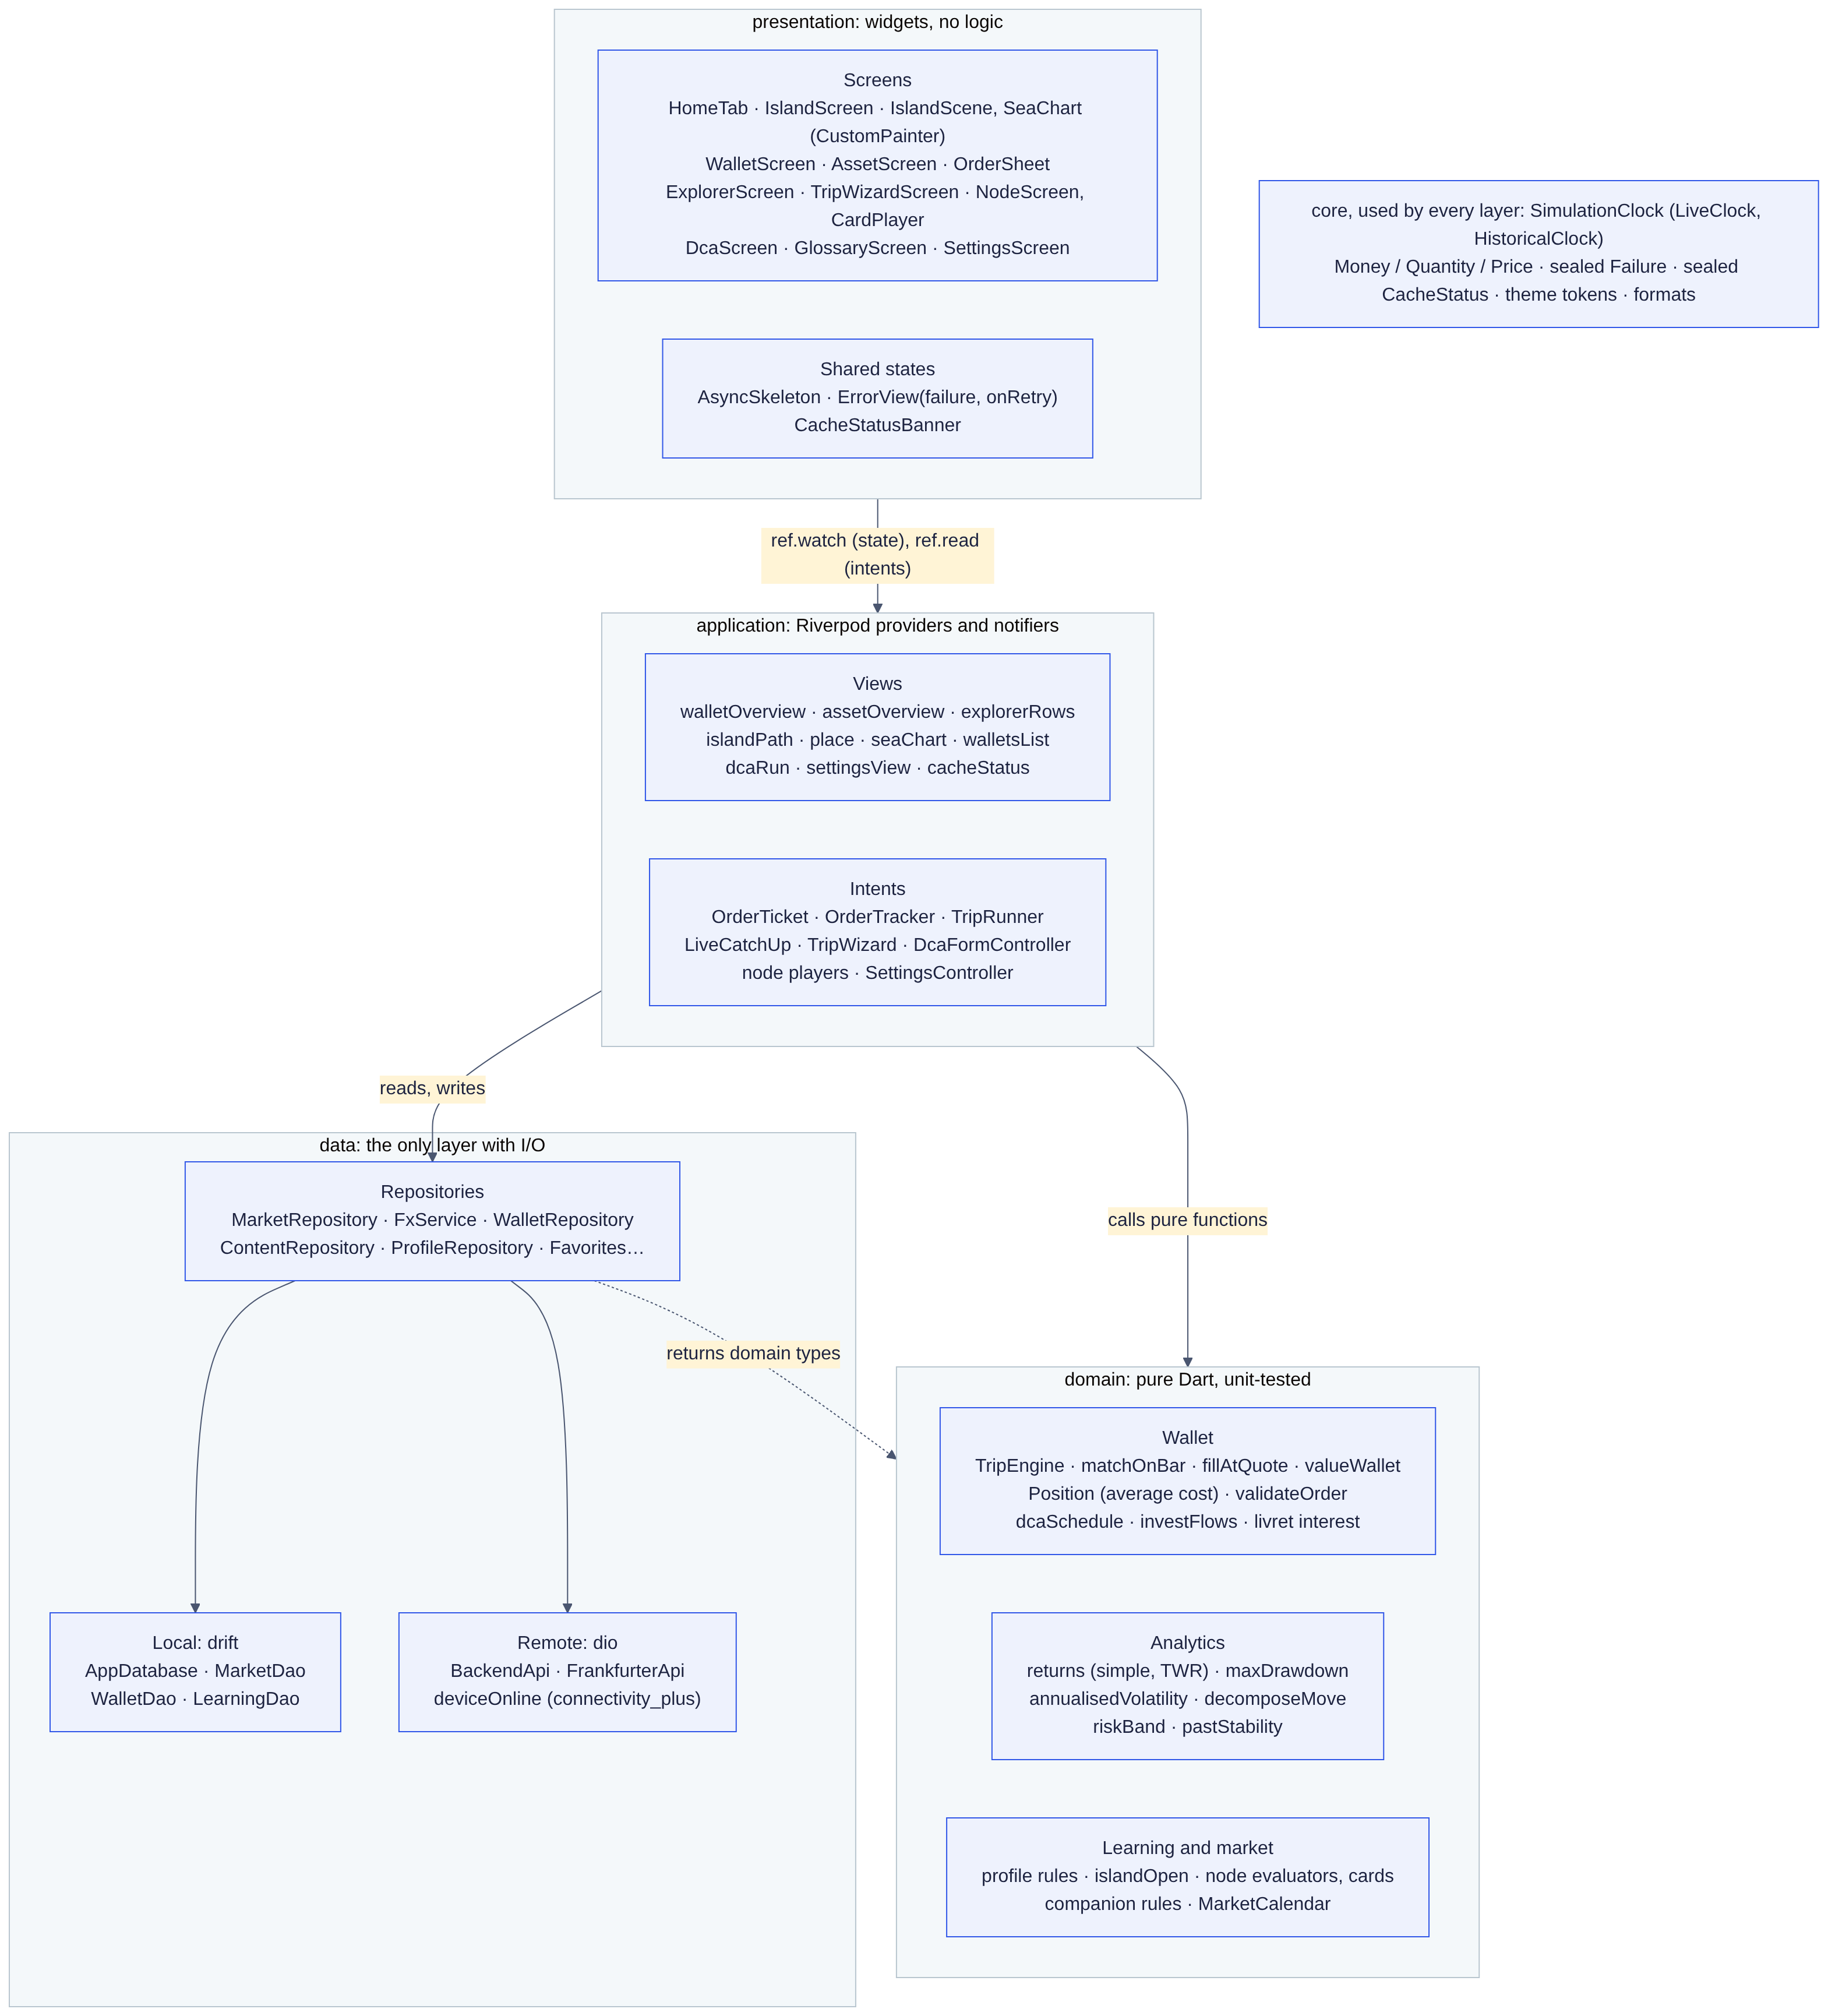 presentation: widgets, no logic
Screens
HomeTab · IslandScreen · IslandScene, SeaChart
(CustomPainter)
WalletScreen · AssetScreen · OrderSheet
ExplorerScreen · TripWizardScreen · NodeScreen,
CardPlayer
DcaScreen · GlossaryScreen · SettingsScreen
core, used by every layer: SimulationClock (LiveClock,
HistoricalClock)
Money / Quantity / Price · sealed Failure · sealed
CacheStatus · theme tokens · formats
Shared states
AsyncSkeleton · ErrorView(failure, onRetry)
CacheStatusBanner
ref.watch (state), ref.read
(intents)
application: Riverpod providers and notifiers
Views
walletOverview · assetOverview · explorerRows
islandPath · place · seaChart · walletsList
dcaRun · settingsView · cacheStatus
Intents
OrderTicket · OrderTracker · TripRunner
LiveCatchUp · TripWizard · DcaFormController
node players · SettingsController
reads, writes
data: the only layer with I/O
Repositories
MarketRepository · FxService · WalletRepository
ContentRepository · ProfileRepository · Favorites…
calls pure functions
returns domain types
domain: pure Dart, unit-tested
Wallet
TripEngine · matchOnBar · fillAtQuote · valueWallet
Position (average cost) · validateOrder
dcaSchedule · investFlows · livret interest
Local: drift
AppDatabase · MarketDao
WalletDao · LearningDao
Remote: dio
BackendApi · FrankfurterApi
deviceOnline (connectivity_plus)
Analytics
returns (simple, TWR) · maxDrawdown
annualisedVolatility · decomposeMove
riskBand · pastStability
Learning and market
profile rules · islandOpen · node evaluators, cards
companion rules · MarketCalendar